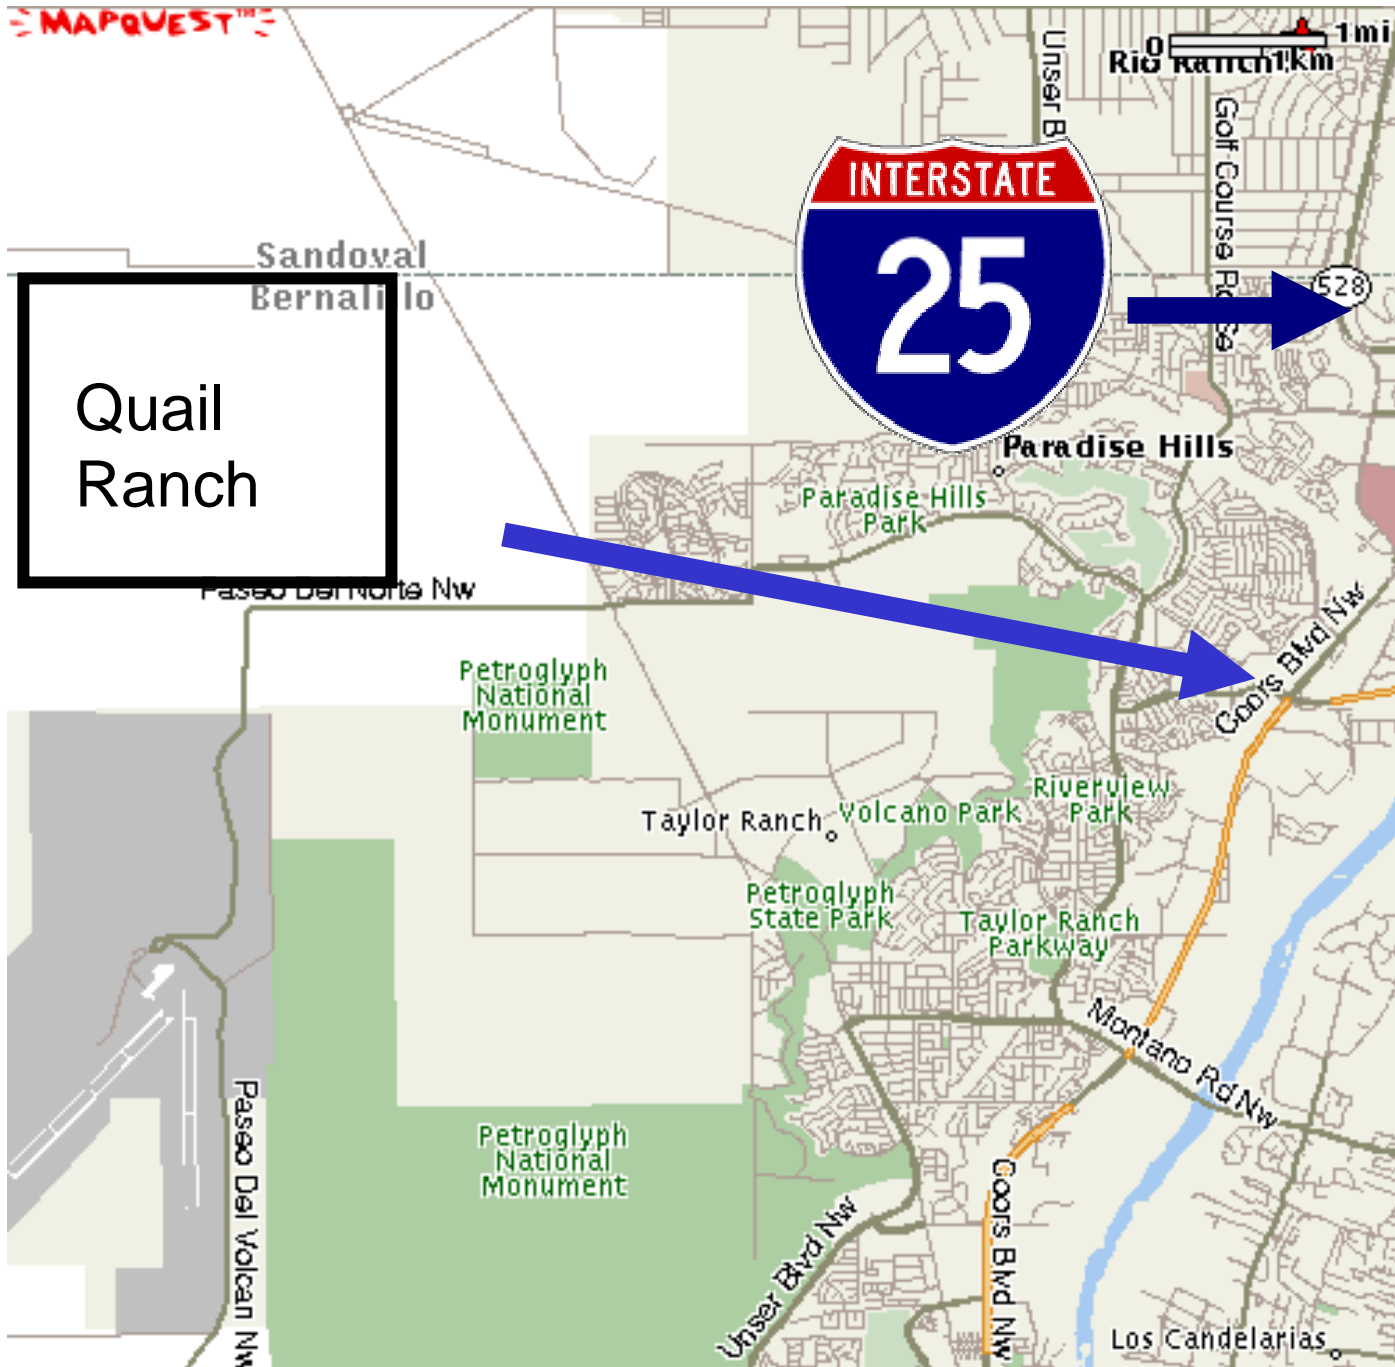 MAPQUEST™
0
1mi
1km
Rio Rancho
Unser B
Golf Course Rd Se
INTERSTATE
25
528
Sandoval
Bernalillo
Quail
Ranch
Paradise Hills
Paradise Hills
Park
Paseo Del Norte Nw
Coors Blvd Nw
Petroglyph
National
Monument
Riverview
Park
Taylor Ranch
Volcano Park
Petroglyph
State Park
Taylor Ranch
Parkway
Montano Rd Nw
Paseo Del Volcan Nw
Petroglyph
National
Monument
Unser Blvd Nw
Coors Blvd Nw
Los Candelarias